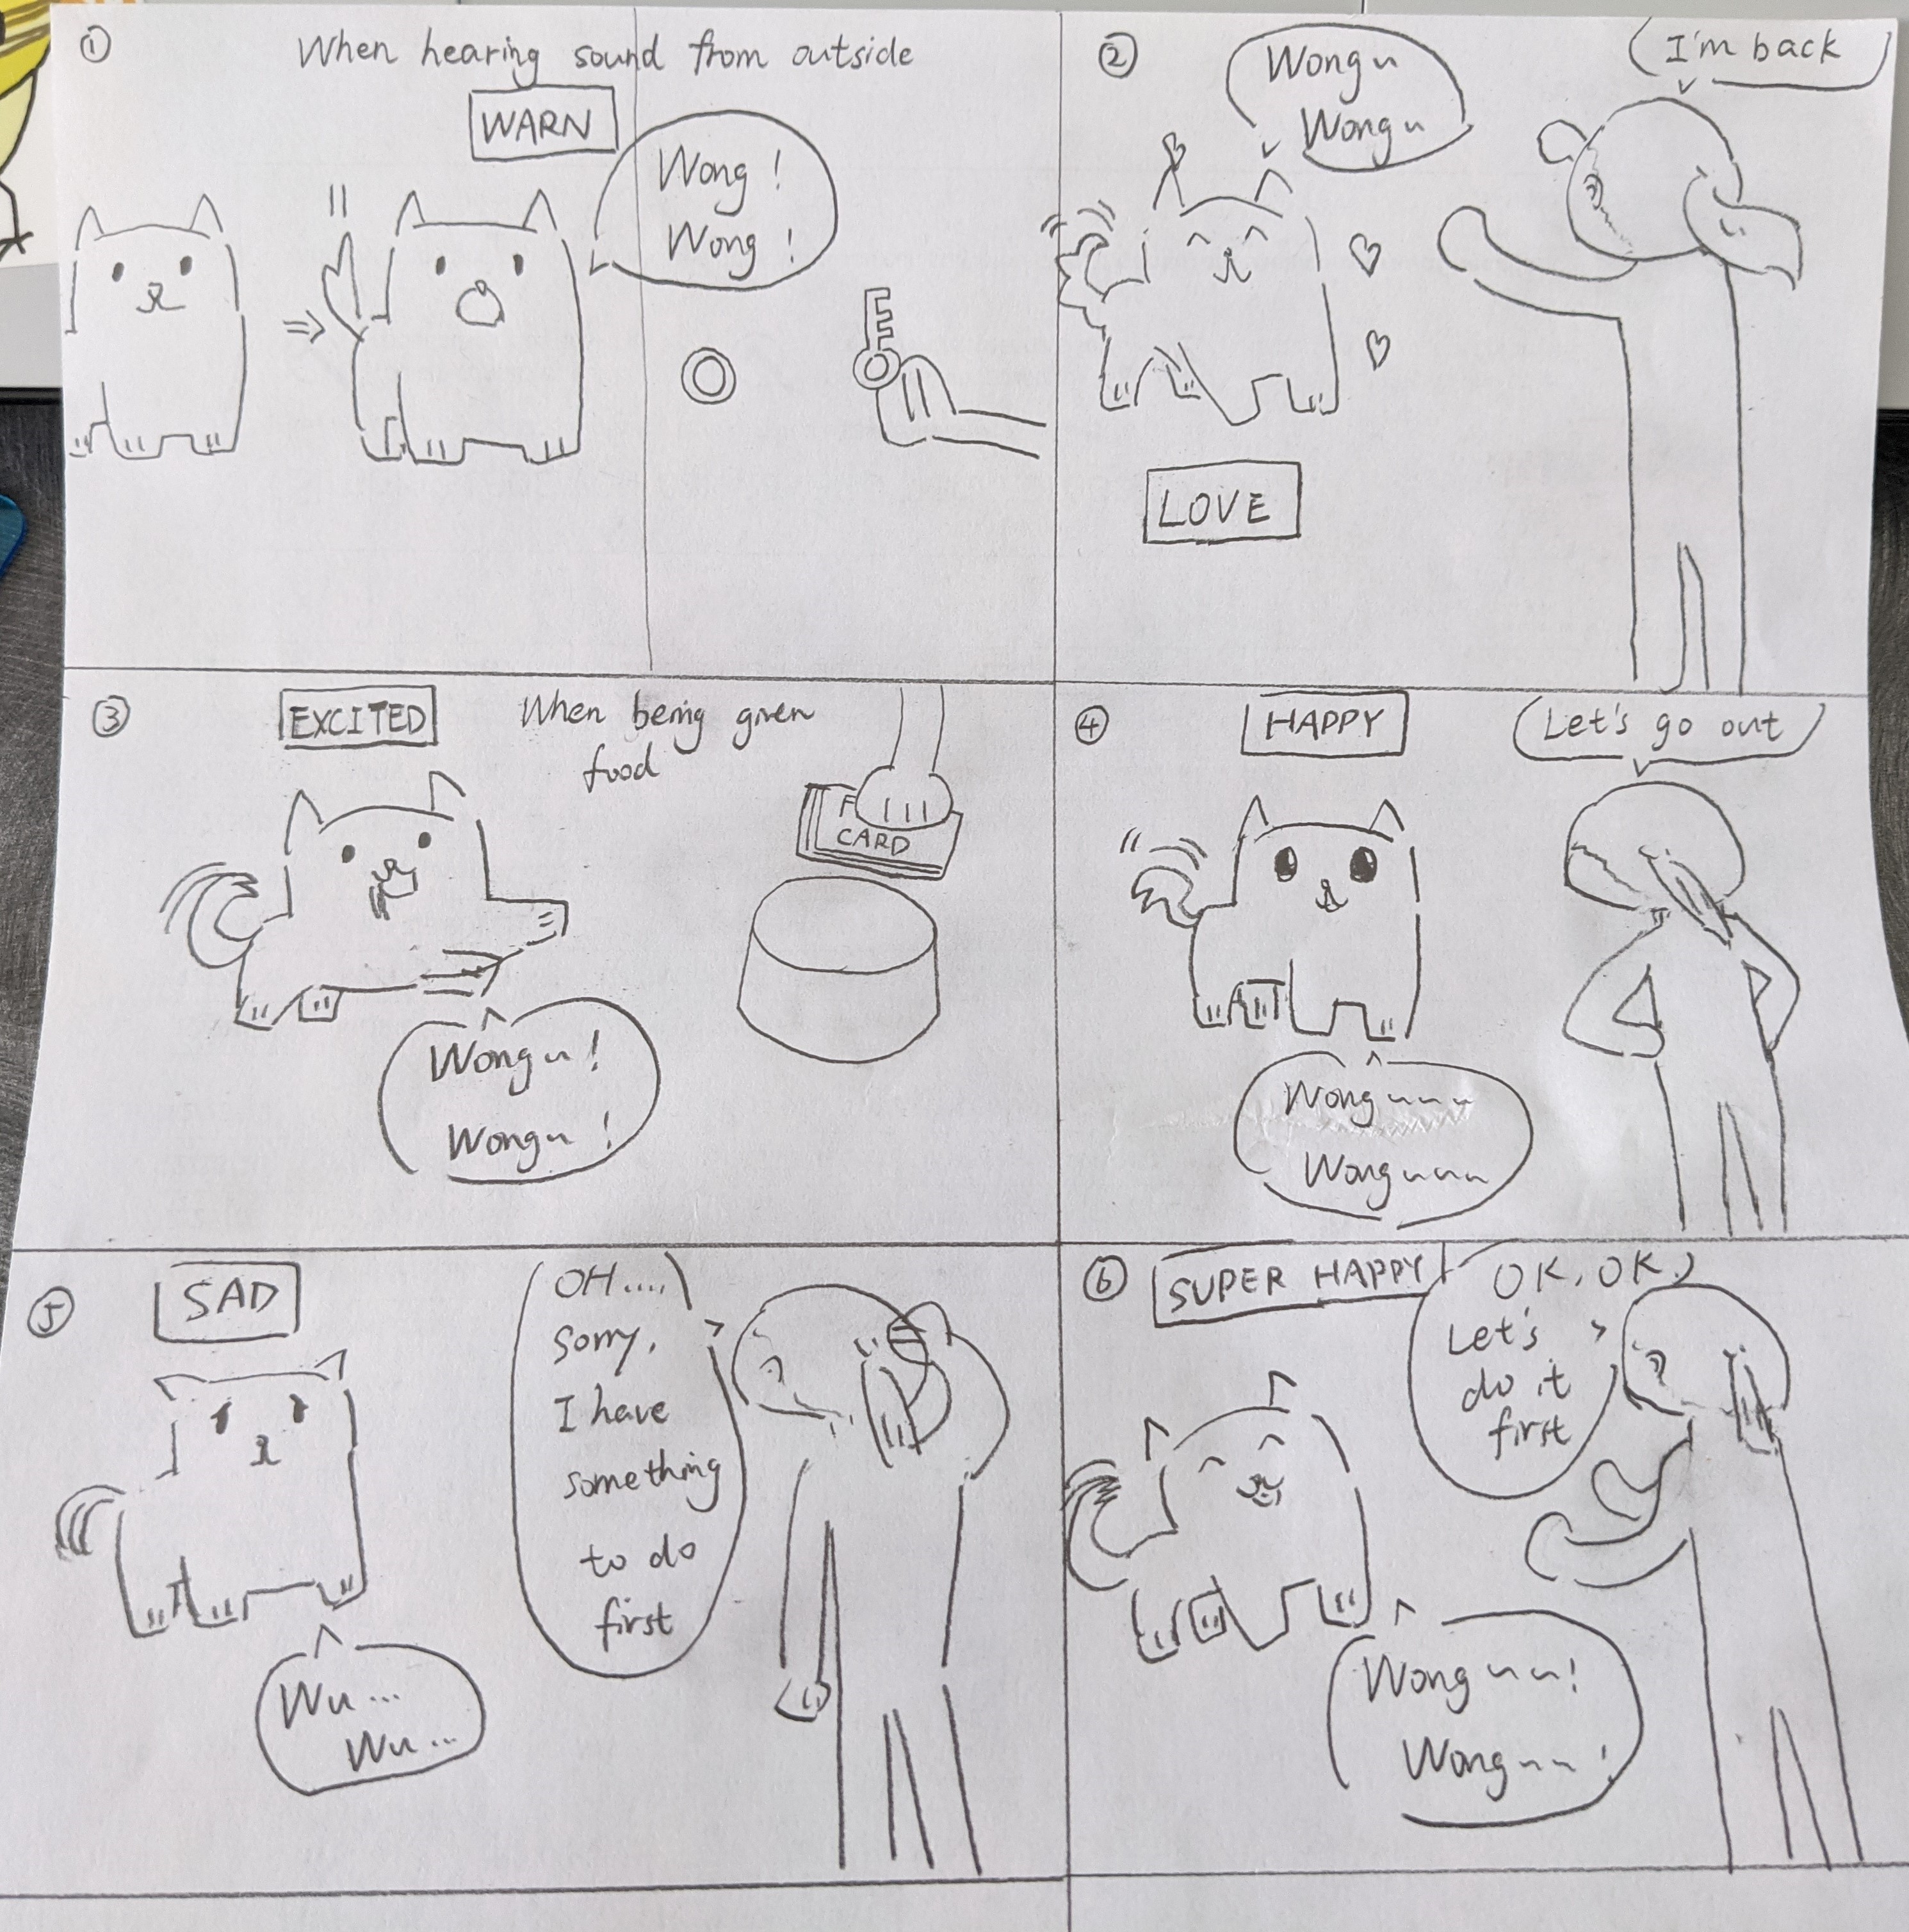 ①
When hearing sound from outside
WARN
Wong !
Wong !
②
Wong~
Wong~
I'm back
LOVE
③
EXCITED
When being given
food
CARD
Wong~!
Wong~!
④
HAPPY
Let's go out
Wong~~~
Wong~~~
⑤
SAD
OH....
Sorry,
I have
something
to do
first
Wu...
Wu...
⑥
SUPER HAPPY
OK, OK,
Let's
do it
first
Wong~~!
Wong~~!